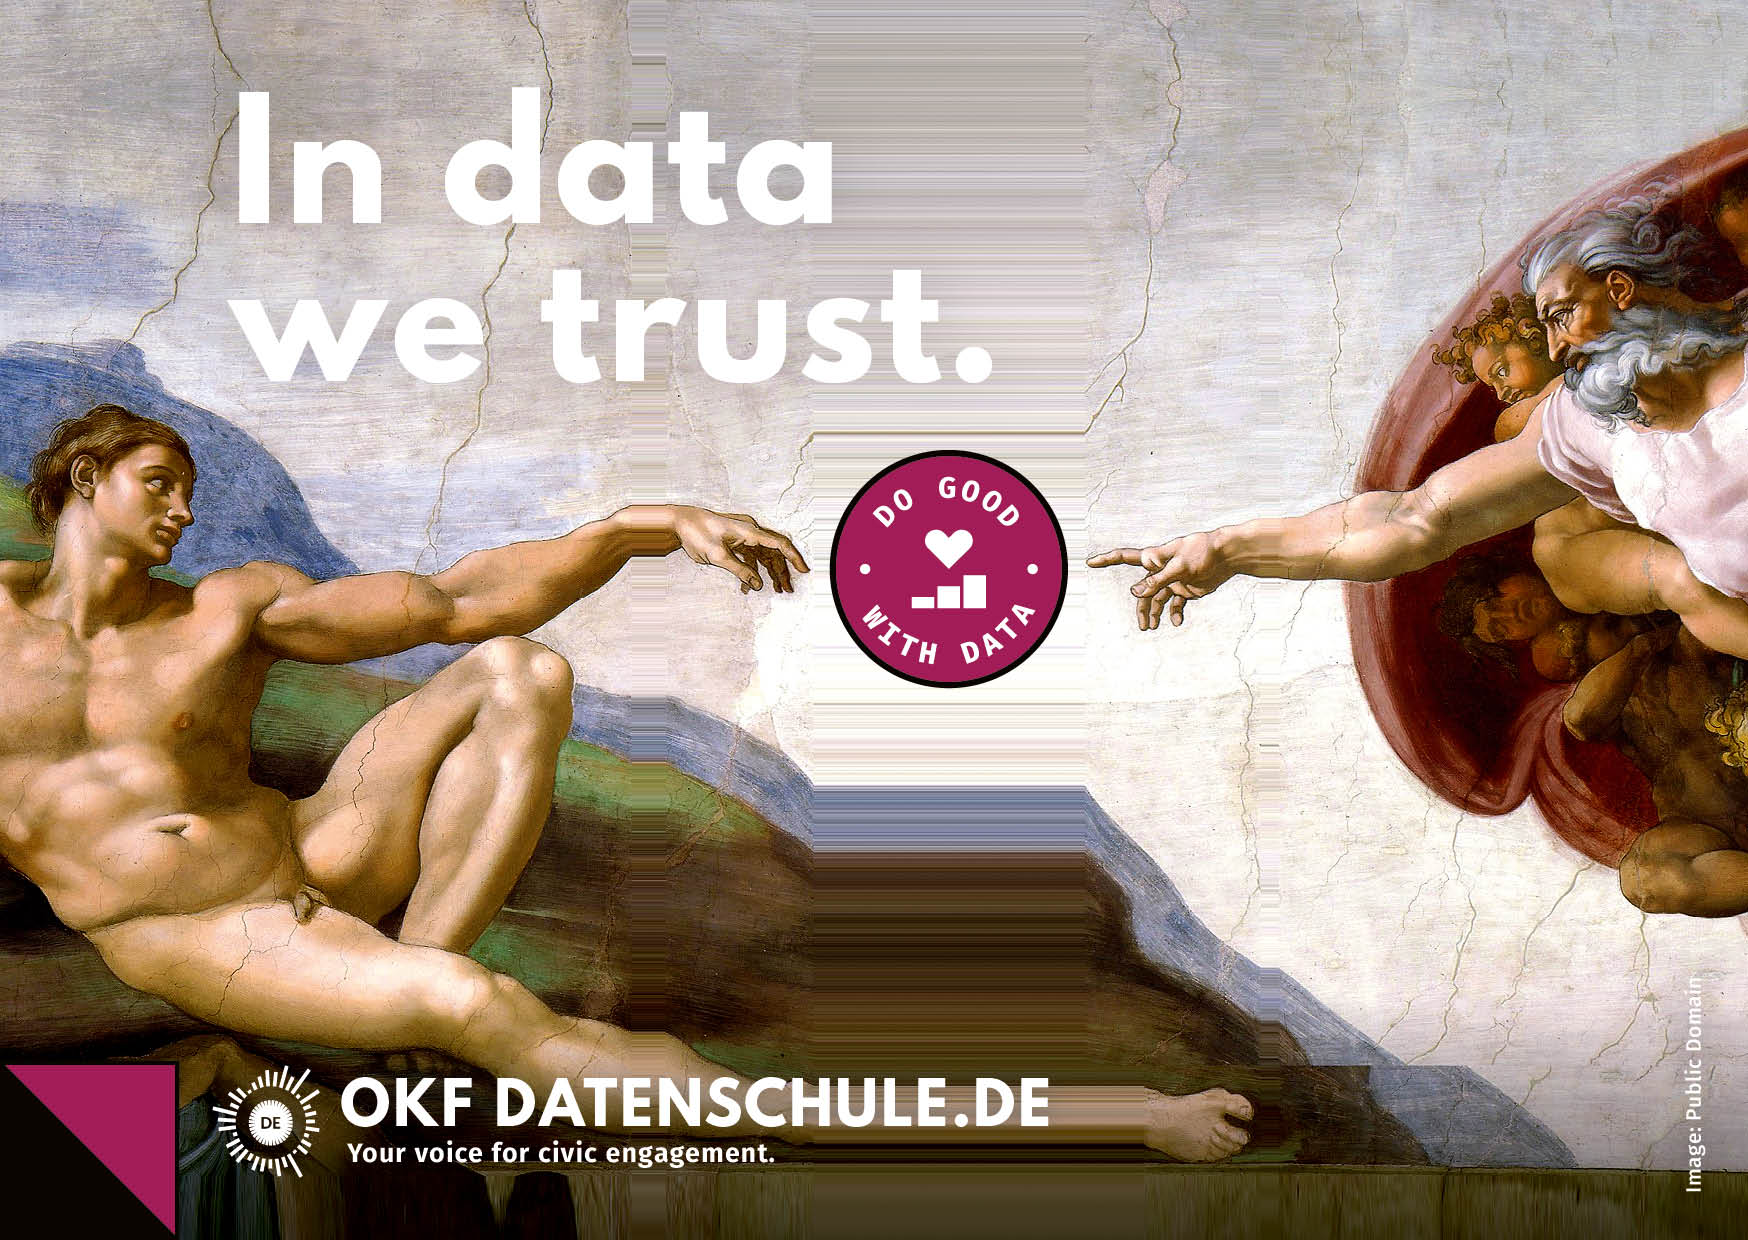 In data
we trust.
DO GOOD
WITH DATA
DE
OKF DATENSCHULE.DE
Your voice for civic engagement.
Image: Public Domain